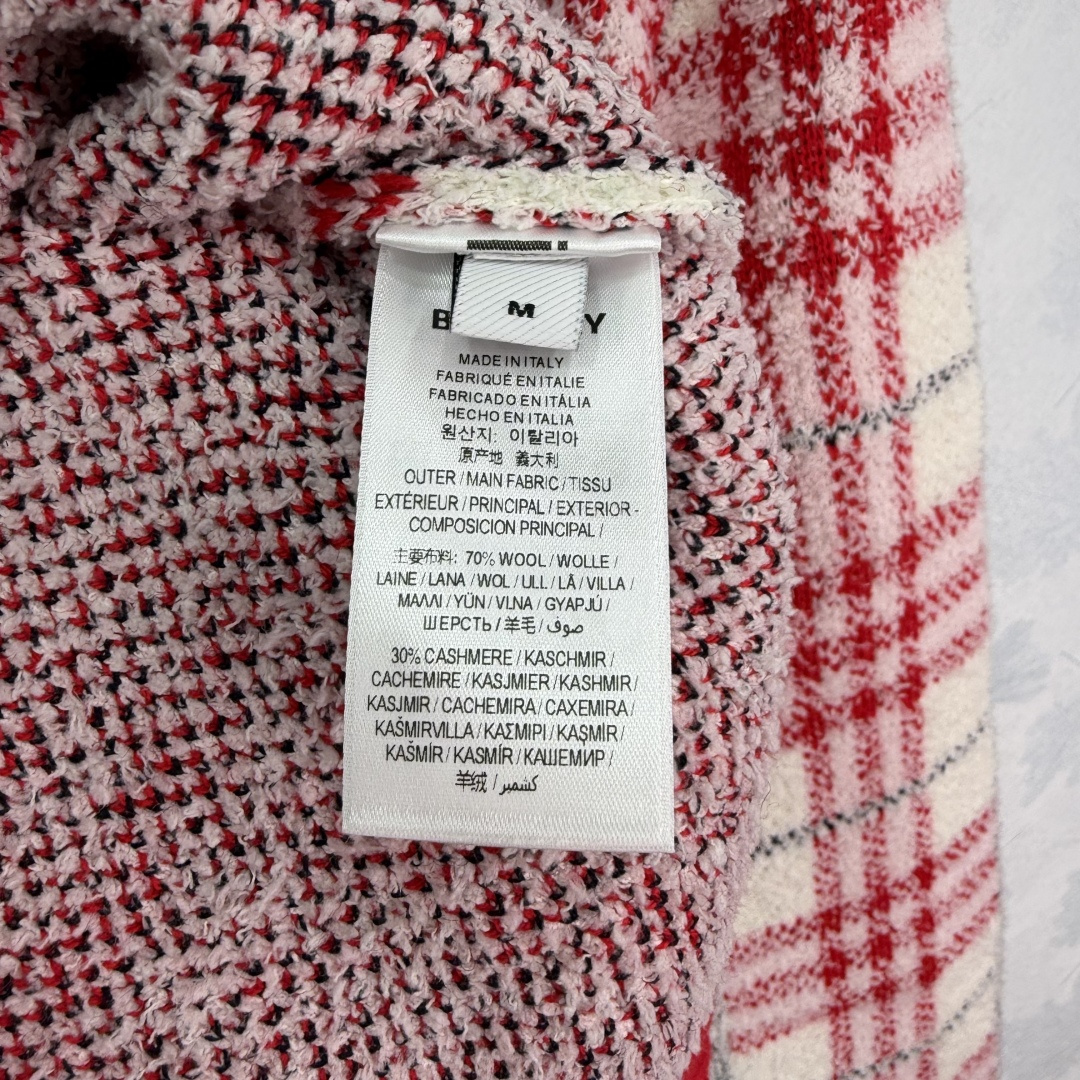 M
B Y
MADE IN ITALY
FABRIQUÉ EN ITALIE
FABRICADO EN ITÁLIA
HECHO EN ITALIA
원산지: 이탈리아
原产地 義大利
OUTER / MAIN FABRIC / TISSU
EXTÉRIEUR / PRINCIPAL / EXTERIOR -
COMPOSICION PRINCIPAL /
主要布料: 70% WOOL / WOLLE /
LAINE / LANA / WOL / ULL / LÃ / VILLA /
ΜΑΛΛΙ / YÜN / VLNA / GYAPJÚ /
ШЕРСТЬ / 羊毛 / صوف
30% CASHMERE / KASCHMIR /
CACHEMIRE / KASJMIER / KASHMIR /
KASJMIR / CACHEMIRA / CAXEMIRA /
KAŠMIRVILLA / ΚΑΣΜΙΡΙ / KAŞMİR /
KAŠMÍR / KASMÍR / КАШЕМИР /
羊绒 / كشمير